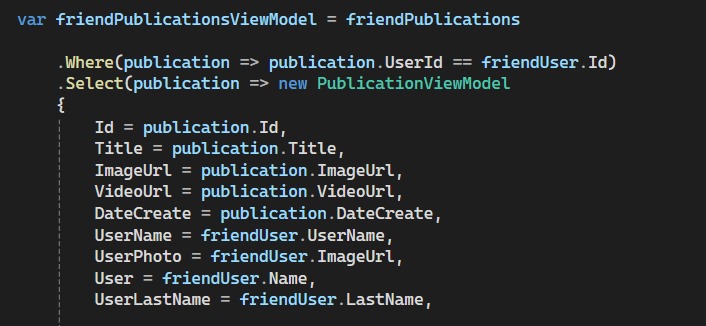 var friendPublicationsViewModel = friendPublications
.Where(publication => publication.UserId == friendUser.Id)
.Select(publication => new PublicationViewModel
{
Id = publication.Id,
Title = publication.Title,
ImageUrl = publication.ImageUrl,
VideoUrl = publication.VideoUrl,
DateCreate = publication.DateCreate,
UserName = friendUser.UserName,
UserPhoto = friendUser.ImageUrl,
User = friendUser.Name,
UserLastName = friendUser.LastName,